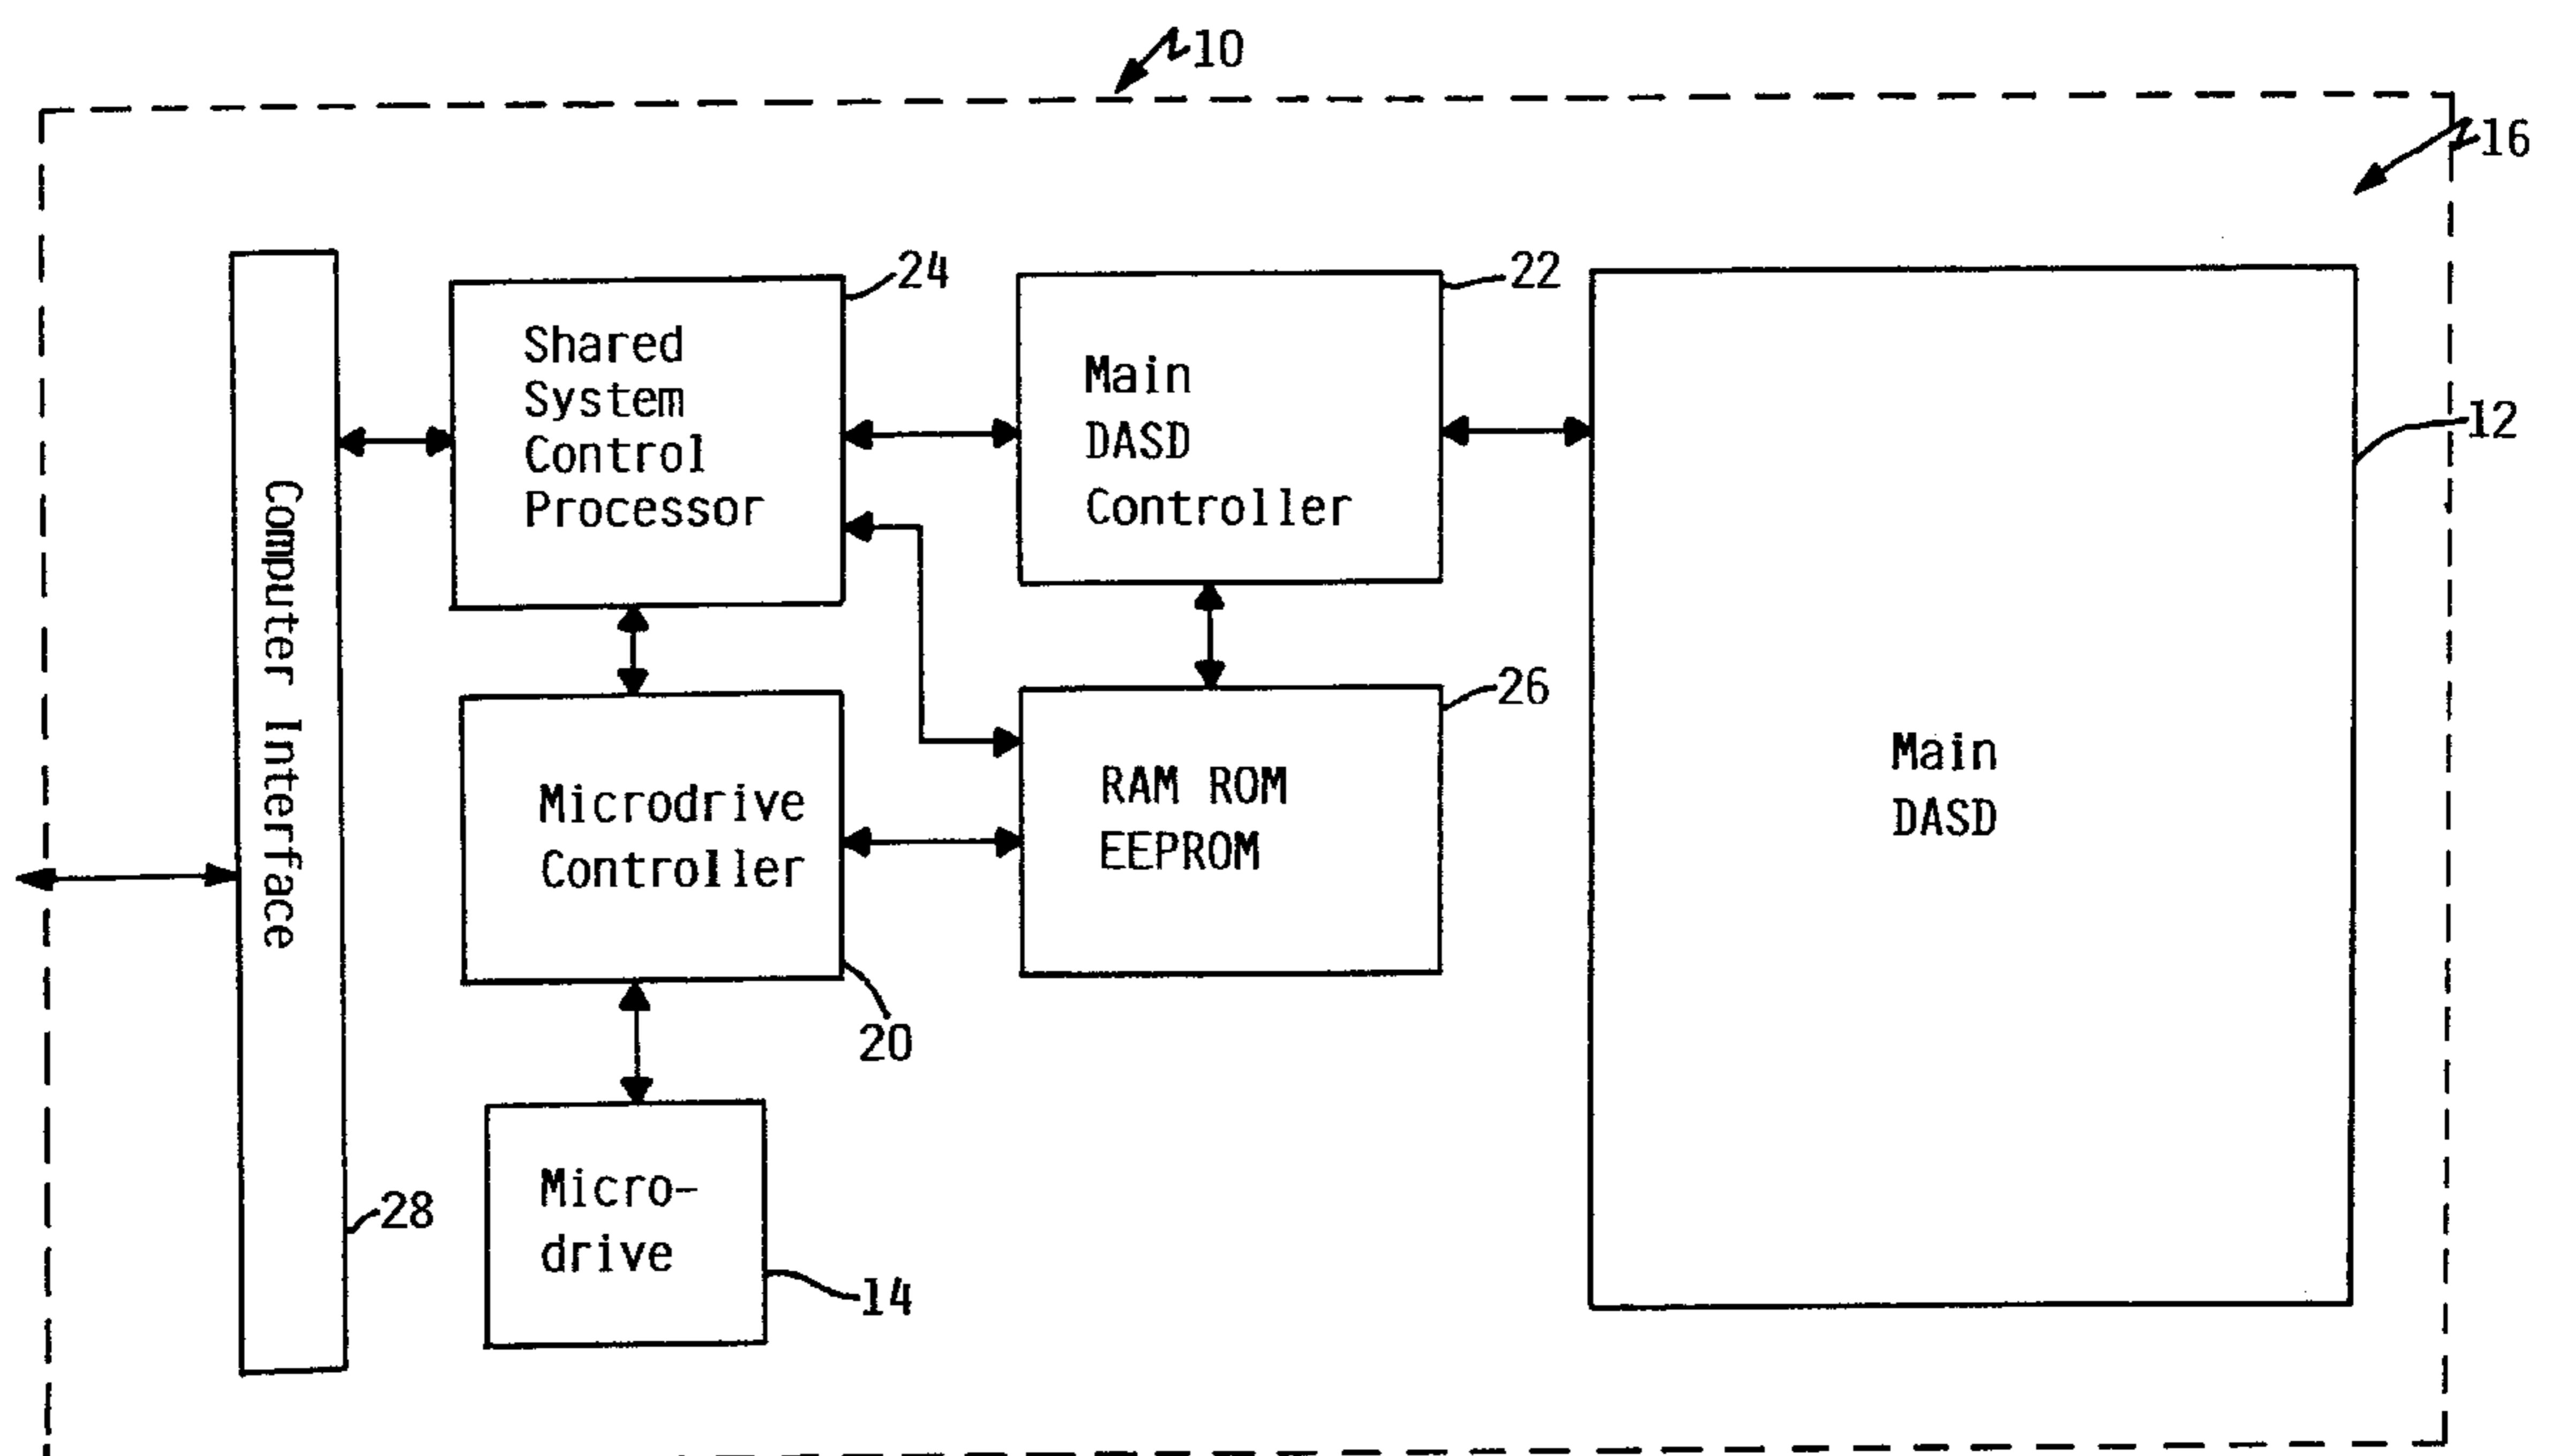 10
16
24
22
Shared
System
Control
Processor
Main
DASD
Controller
12
Computer Interface
26
Microdrive
Controller
RAM ROM
EEPROM
Main
DASD
20
28
Micro-
drive
14